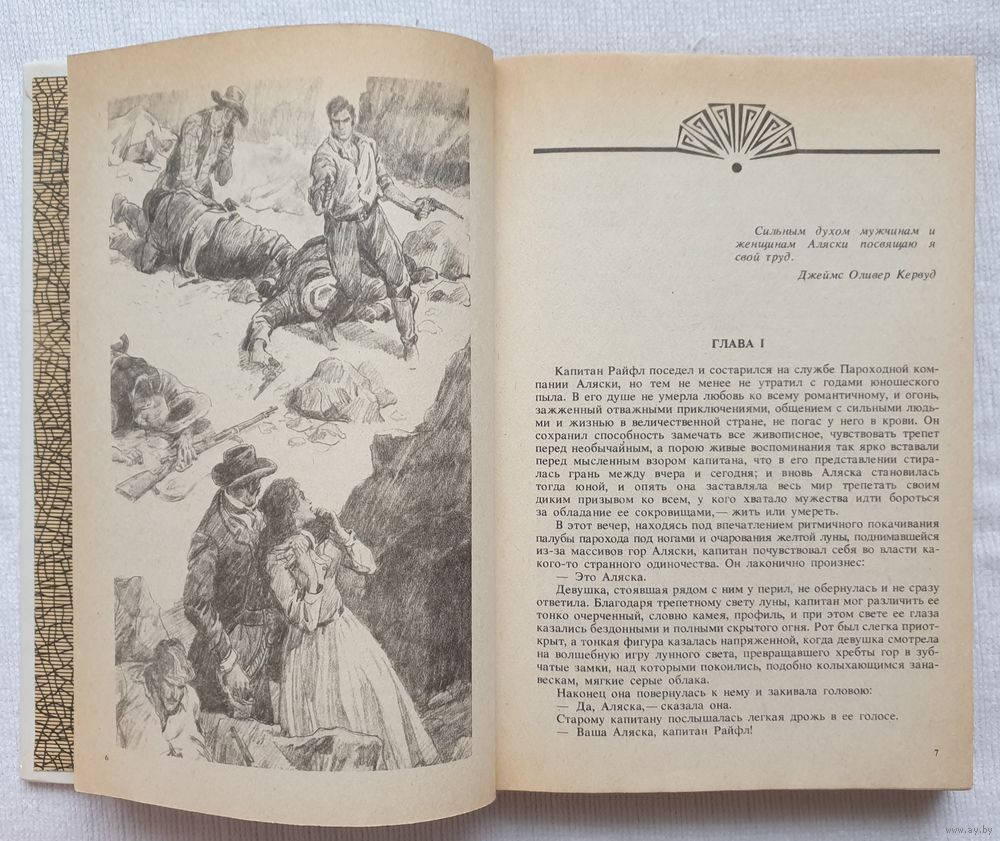 Сильным духом мужчинам и
женщинам Аляски посвящаю я
свой труд.
Джеймс Оливер Кервуд
ГЛАВА I
Капитан Райфл поседел и состарился на службе Пароходной ком-
пании Аляски, но тем не менее не утратил с годами юношеского
пыла. В его душе не умерла любовь ко всему романтичному, и огонь,
зажженный отважными приключениями, общением с сильными людь-
ми и жизнью в величественной стране, не погас у него в крови. Он
сохранил способность замечать все живописное, чувствовать трепет
перед необычайным, а порою живые воспоминания так ярко вставали
перед мысленным взором капитана, что в его представлении стира-
лась грань между вчера и сегодня; и вновь Аляска становилась
тогда юной, и опять она заставляла весь мир трепетать своим
диким призывом ко всем, у кого хватало мужества идти бороться
за обладание ее сокровищами,— жить или умереть.
В этот вечер, находясь под впечатлением ритмичного покачивания
палубы парохода под ногами и очарования желтой луны, поднимавшейся
из-за массивов гор Аляски, капитан почувствовал себя во власти ка-
кого-то странного одиночества. Он лаконично произнес:
— Это Аляска.
Девушка, стоявшая рядом с ним у перил, не обернулась и не сразу
ответила. Благодаря трепетному свету луны, капитан мог различить ее
тонко очерченный, словно камея, профиль, и при этом свете ее глаза
казались бездонными и полными скрытого огня. Рот был слегка приот-
крыт, а тонкая фигура казалась напряженной, когда девушка смотрела
на волшебную игру лунного света, превращавшего хребты гор в зуб-
чатые замки, над которыми покоились, подобно колыхающимся зана-
вескам, мягкие серые облака.
Наконец она повернулась к нему и закивала головою:
— Да, Аляска,— сказала она.
Старому капитану послышалась легкая дрожь в ее голосе.
— Ваша Аляска, капитан Райфл!
6
7
www.ay.by